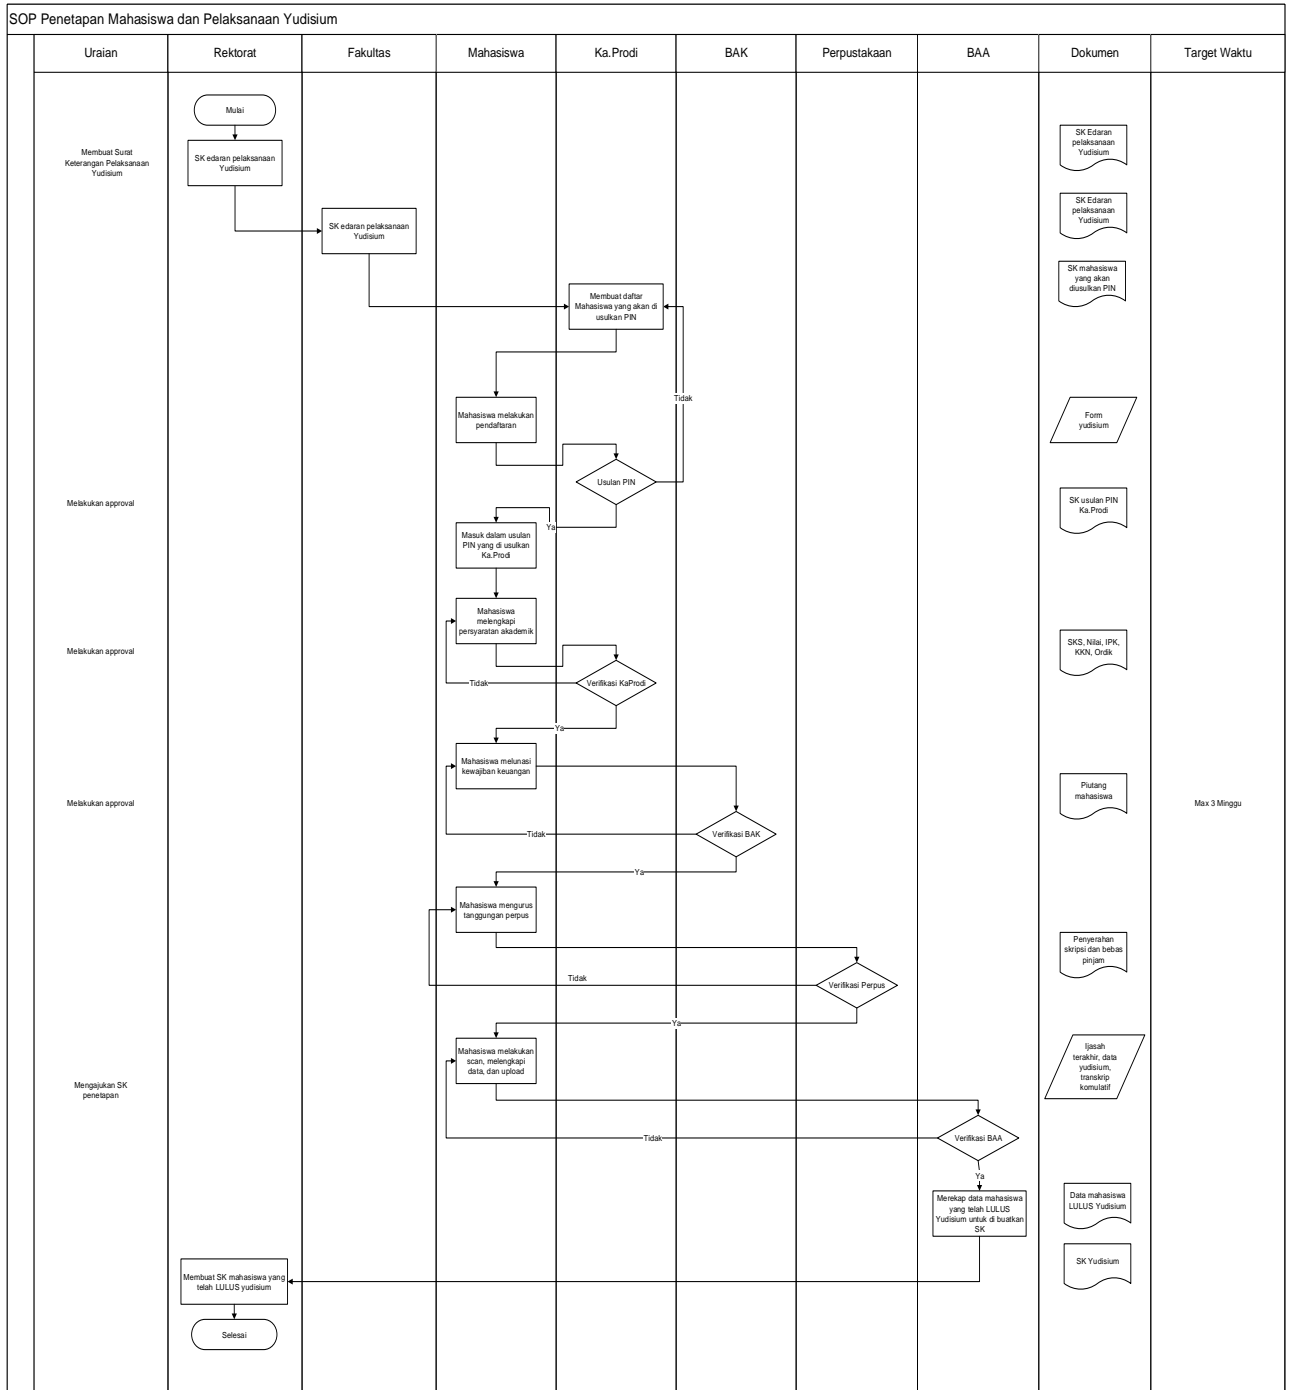 SOP Penetapan Mahasiswa dan Pelaksanaan Yudisium
Uraian
Rektorat
Fakultas
Mahasiswa
Ka.Prodi
BAK
Perpustakaan
BAA
Dokumen
Target Waktu
Mulai
Membuat Surat
Keterangan Pelaksanaan
Yudisium
SK edaran pelaksanaan
Yudisium
SK Edaran
pelaksanaan
Yudisium
SK edaran pelaksanaan
Yudisium
SK Edaran
pelaksanaan
Yudisium
Membuat daftar
Mahasiswa yang akan di
usulkan PIN
SK mahasiswa
yang akan
diusulkan PIN
Tidak
Mahasiswa melakukan
pendaftaran
Form
yudisium
Usulan PIN
Melakukan approval
SK usulan PIN
Ka.Prodi
Ya
Masuk dalam usulan
PIN yang di usulkan
Ka.Prodi
Mahasiswa
melengkapi
persyaratan akademik
Melakukan approval
SKS, Nilai, IPK,
KKN, Ordik
Tidak
Verifikasi KaProdi
Ya
Mahasiswa melunasi
kewajiban keuangan
Melakukan approval
Piutang
mahasiswa
Max 3 Minggu
Tidak
Verifikasi BAK
Ya
Mahasiswa mengurus
tanggungan perpus
Penyerahan
skripsi dan bebas
pinjam
Tidak
Verifikasi Perpus
Ya
Mahasiswa melakukan
scan, melengkapi
data, dan upload
Ijasah
terakhir, data
yudisium,
transkrip
komulatif
Mengajukan SK
penetapan
Tidak
Verifikasi BAA
Ya
Merekap data mahasiswa
yang telah LULUS
Yudisium untuk di buatkan
SK
Data mahasiswa
LULUS Yudisium
SK Yudisium
Membuat SK mahasiswa yang
telah LULUS yudisium
Selesai